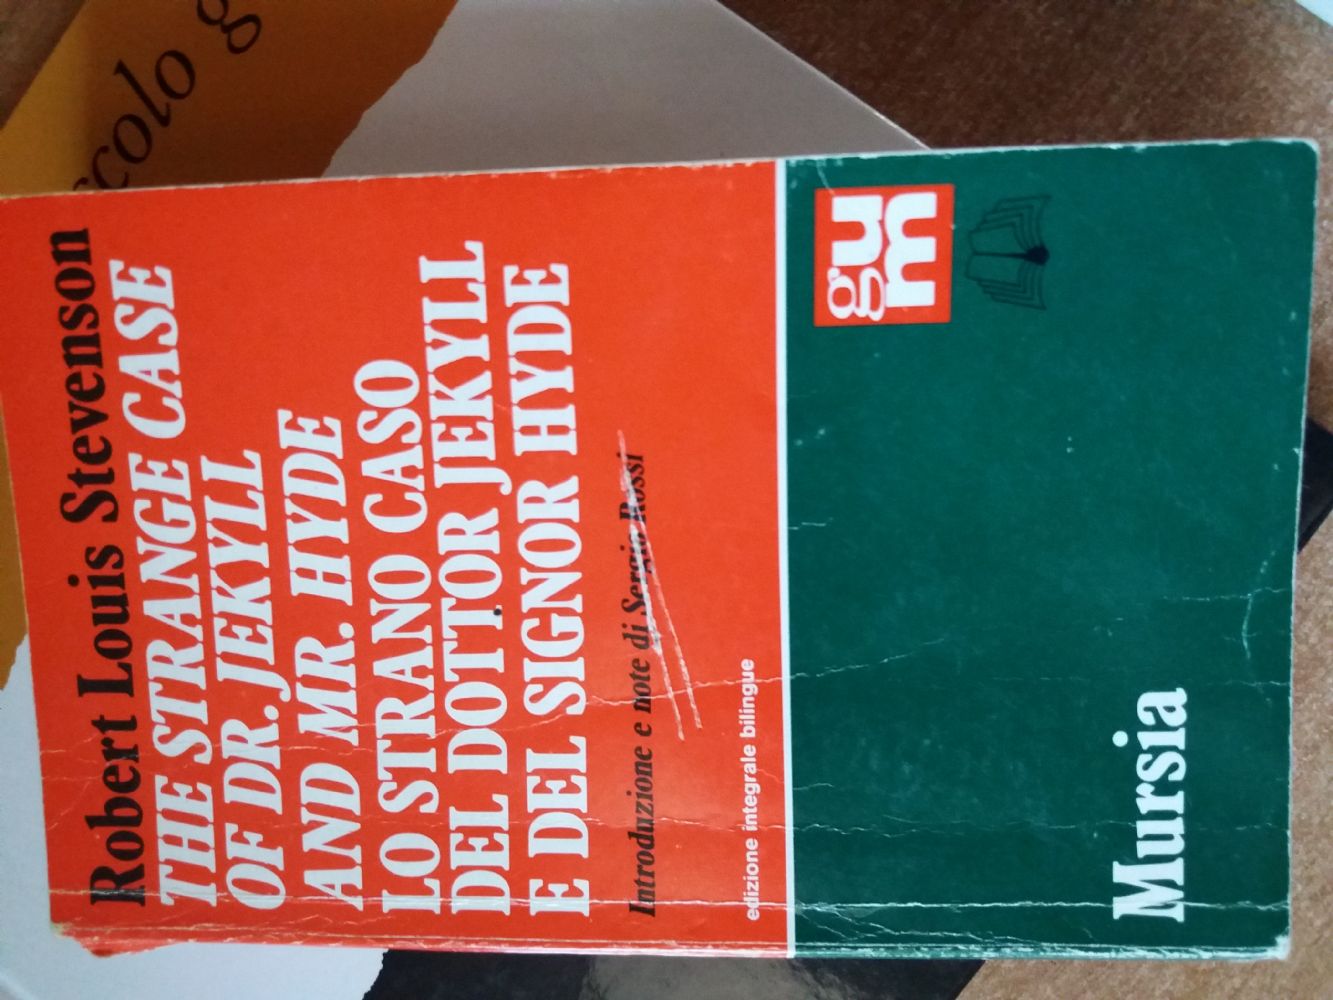 Robert Louis Stevenson
THE STRANGE CASE
OF DR. JEKYLL
AND MR. HYDE
LO STRANO CASO
DEL DOTTOR JEKYLL
E DEL SIGNOR HYDE
Introduzione e note di Sergio Rossi
edizione integrale bilingue
gu
m
Mursia